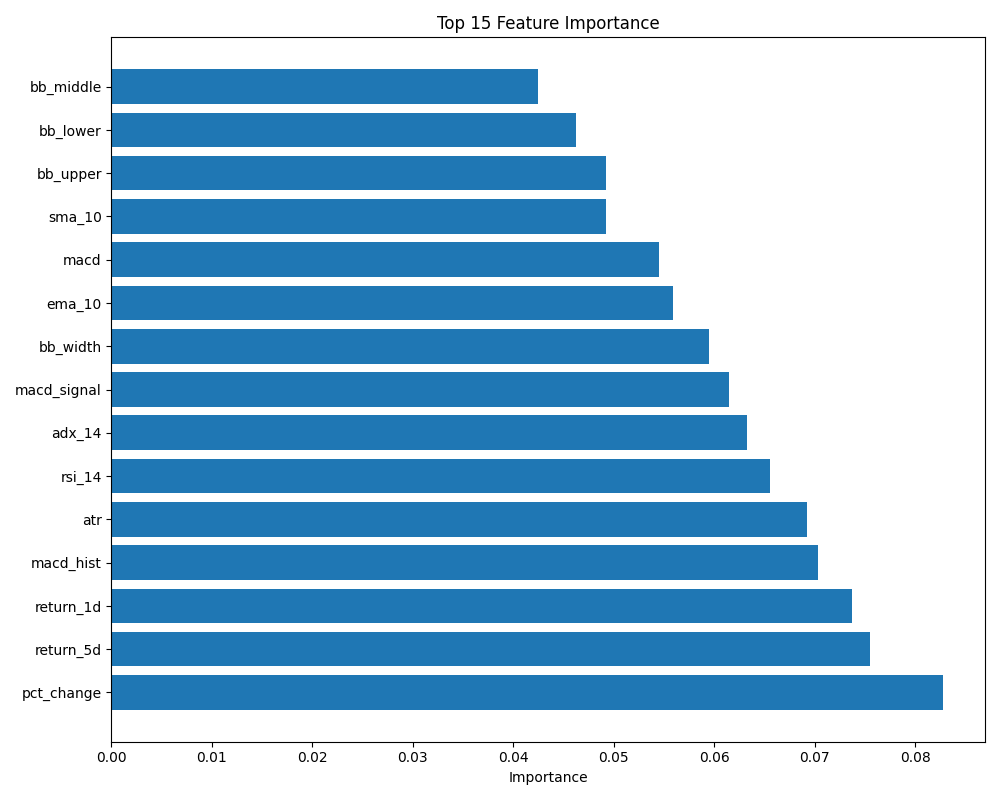 Top 15 Feature Importance
bb_middle
bb_lower
bb_upper
sma_10
macd
ema_10
bb_width
macd_signal
adx_14
rsi_14
atr
macd_hist
return_1d
return_5d
pct_change
0.00 0.01 0.02 0.03 0.04 0.05 0.06 0.07 0.08
Importance